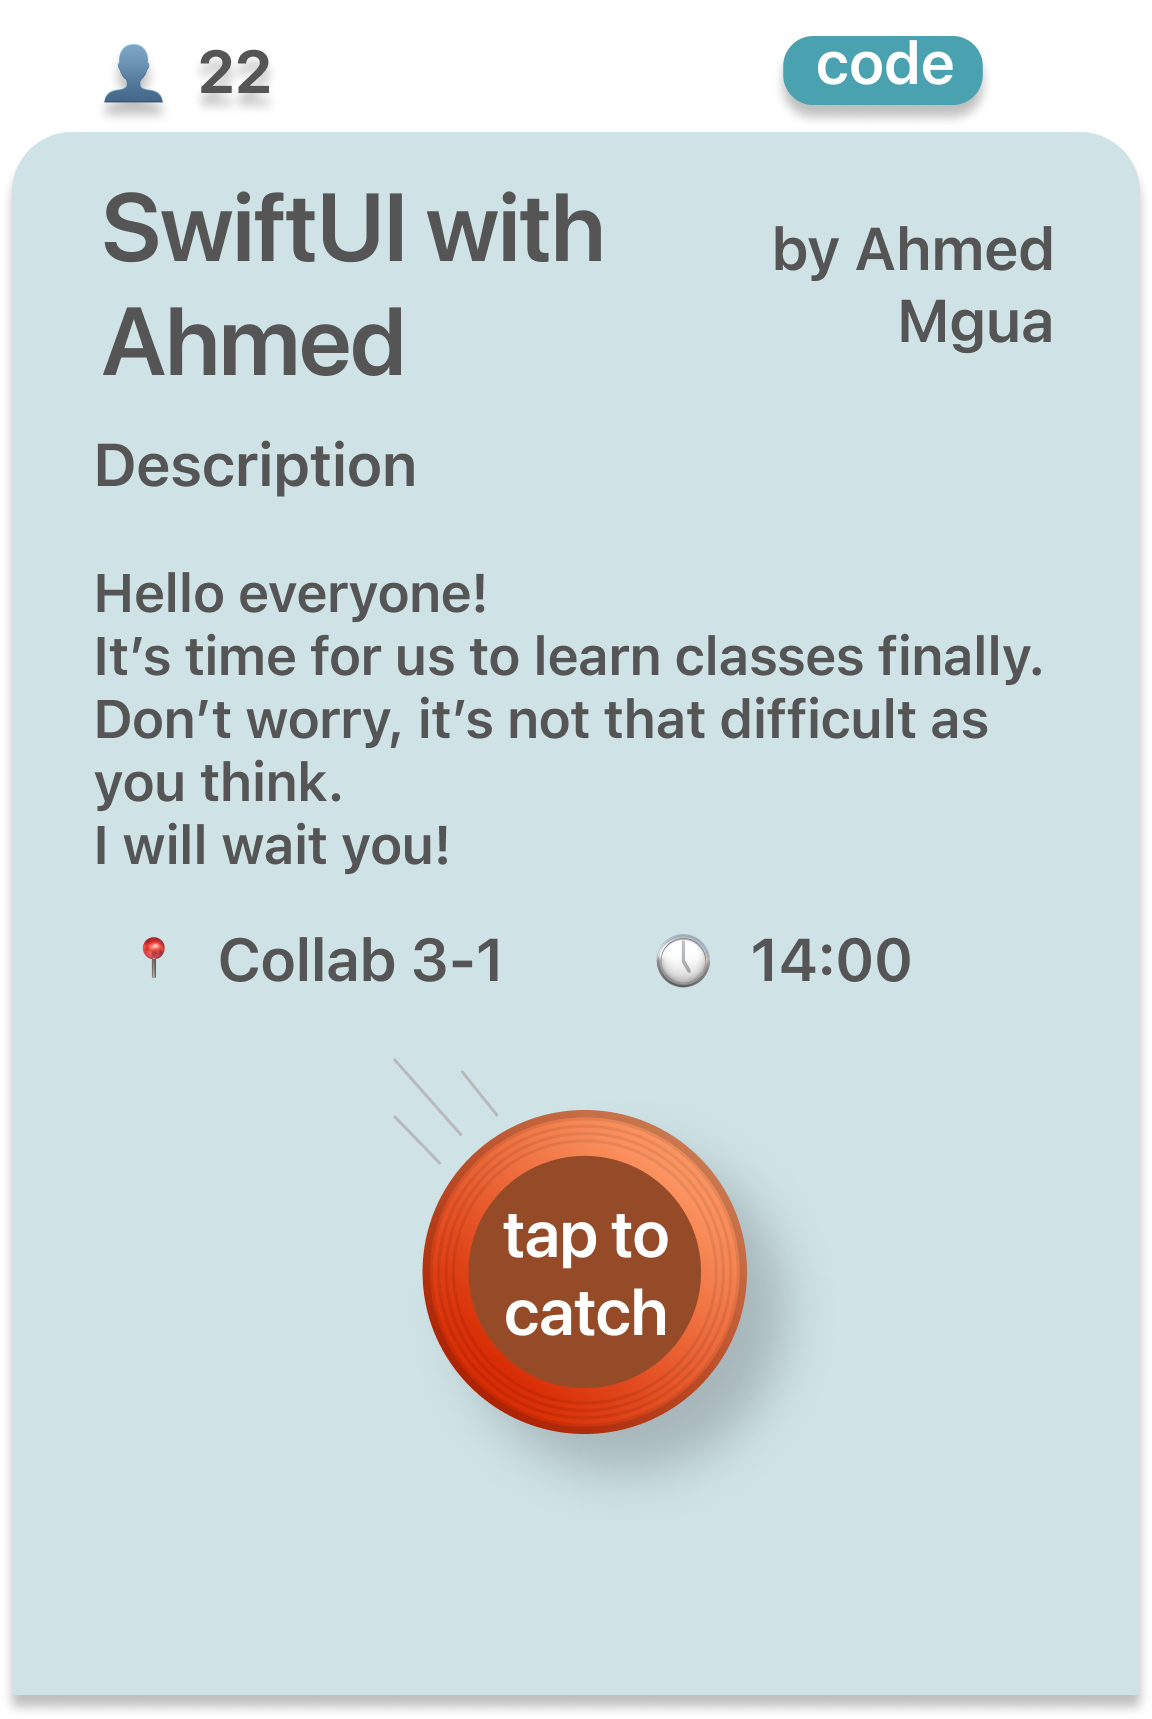 22
code
SwiftUI with
Ahmed
by Ahmed
Mgua
Description
Hello everyone!
It’s time for us to learn classes finally.
Don’t worry, it’s not that difficult as
you think.
I will wait you!
Collab 3-1
14:00
tap to
catch